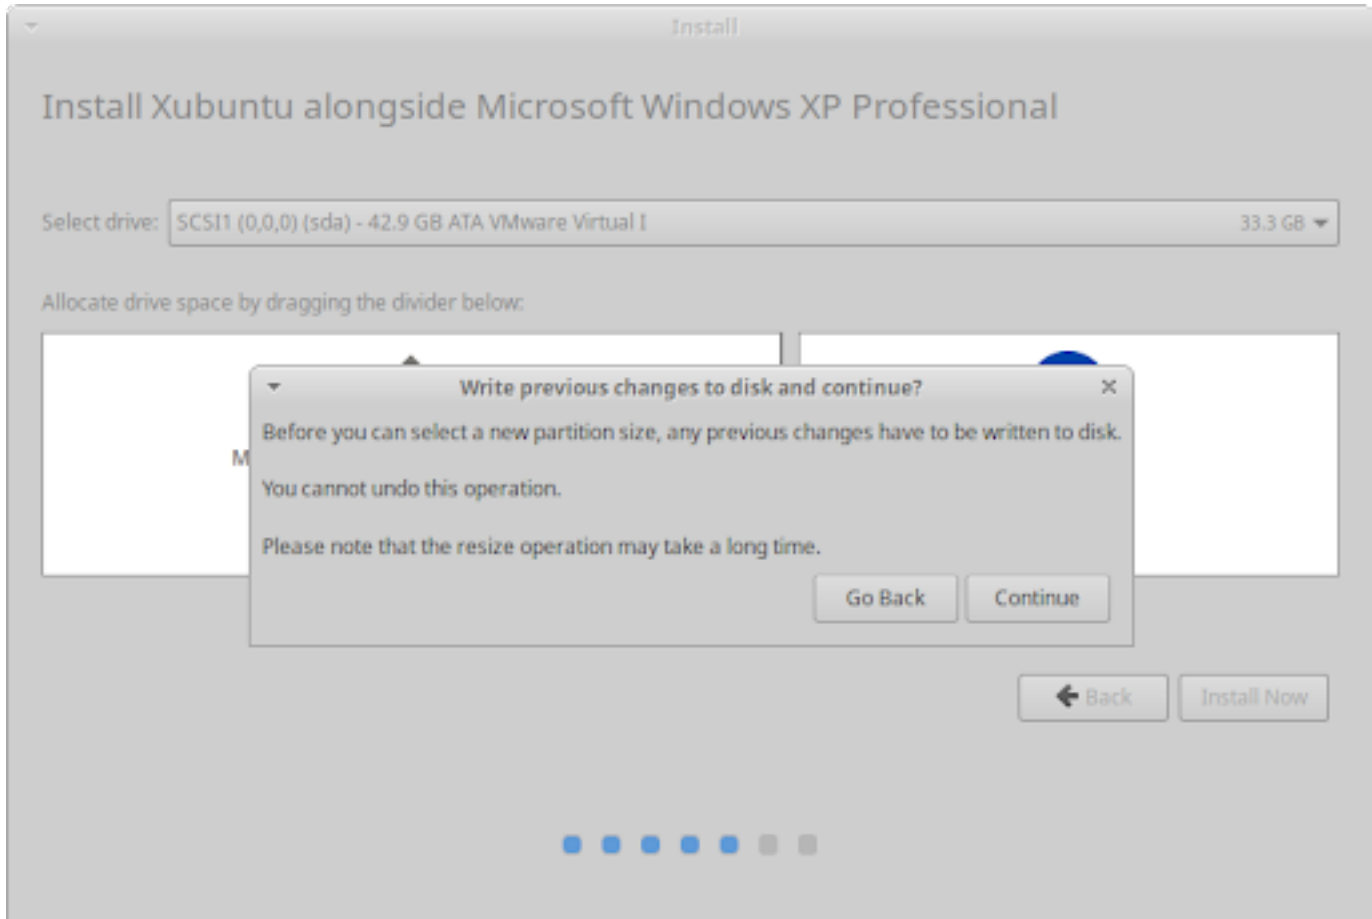 Install
Install Xubuntu alongside Microsoft Windows XP Professional
Select drive: SCSI1 (0,0,0) (sda) - 42.9 GB ATA VMware Virtual I 33.3 GB
Allocate drive space by dragging the divider below:
M
Write previous changes to disk and continue?
Before you can select a new partition size, any previous changes have to be written to disk.
You cannot undo this operation.
Please note that the resize operation may take a long time.
Go Back Continue
Back Install Now